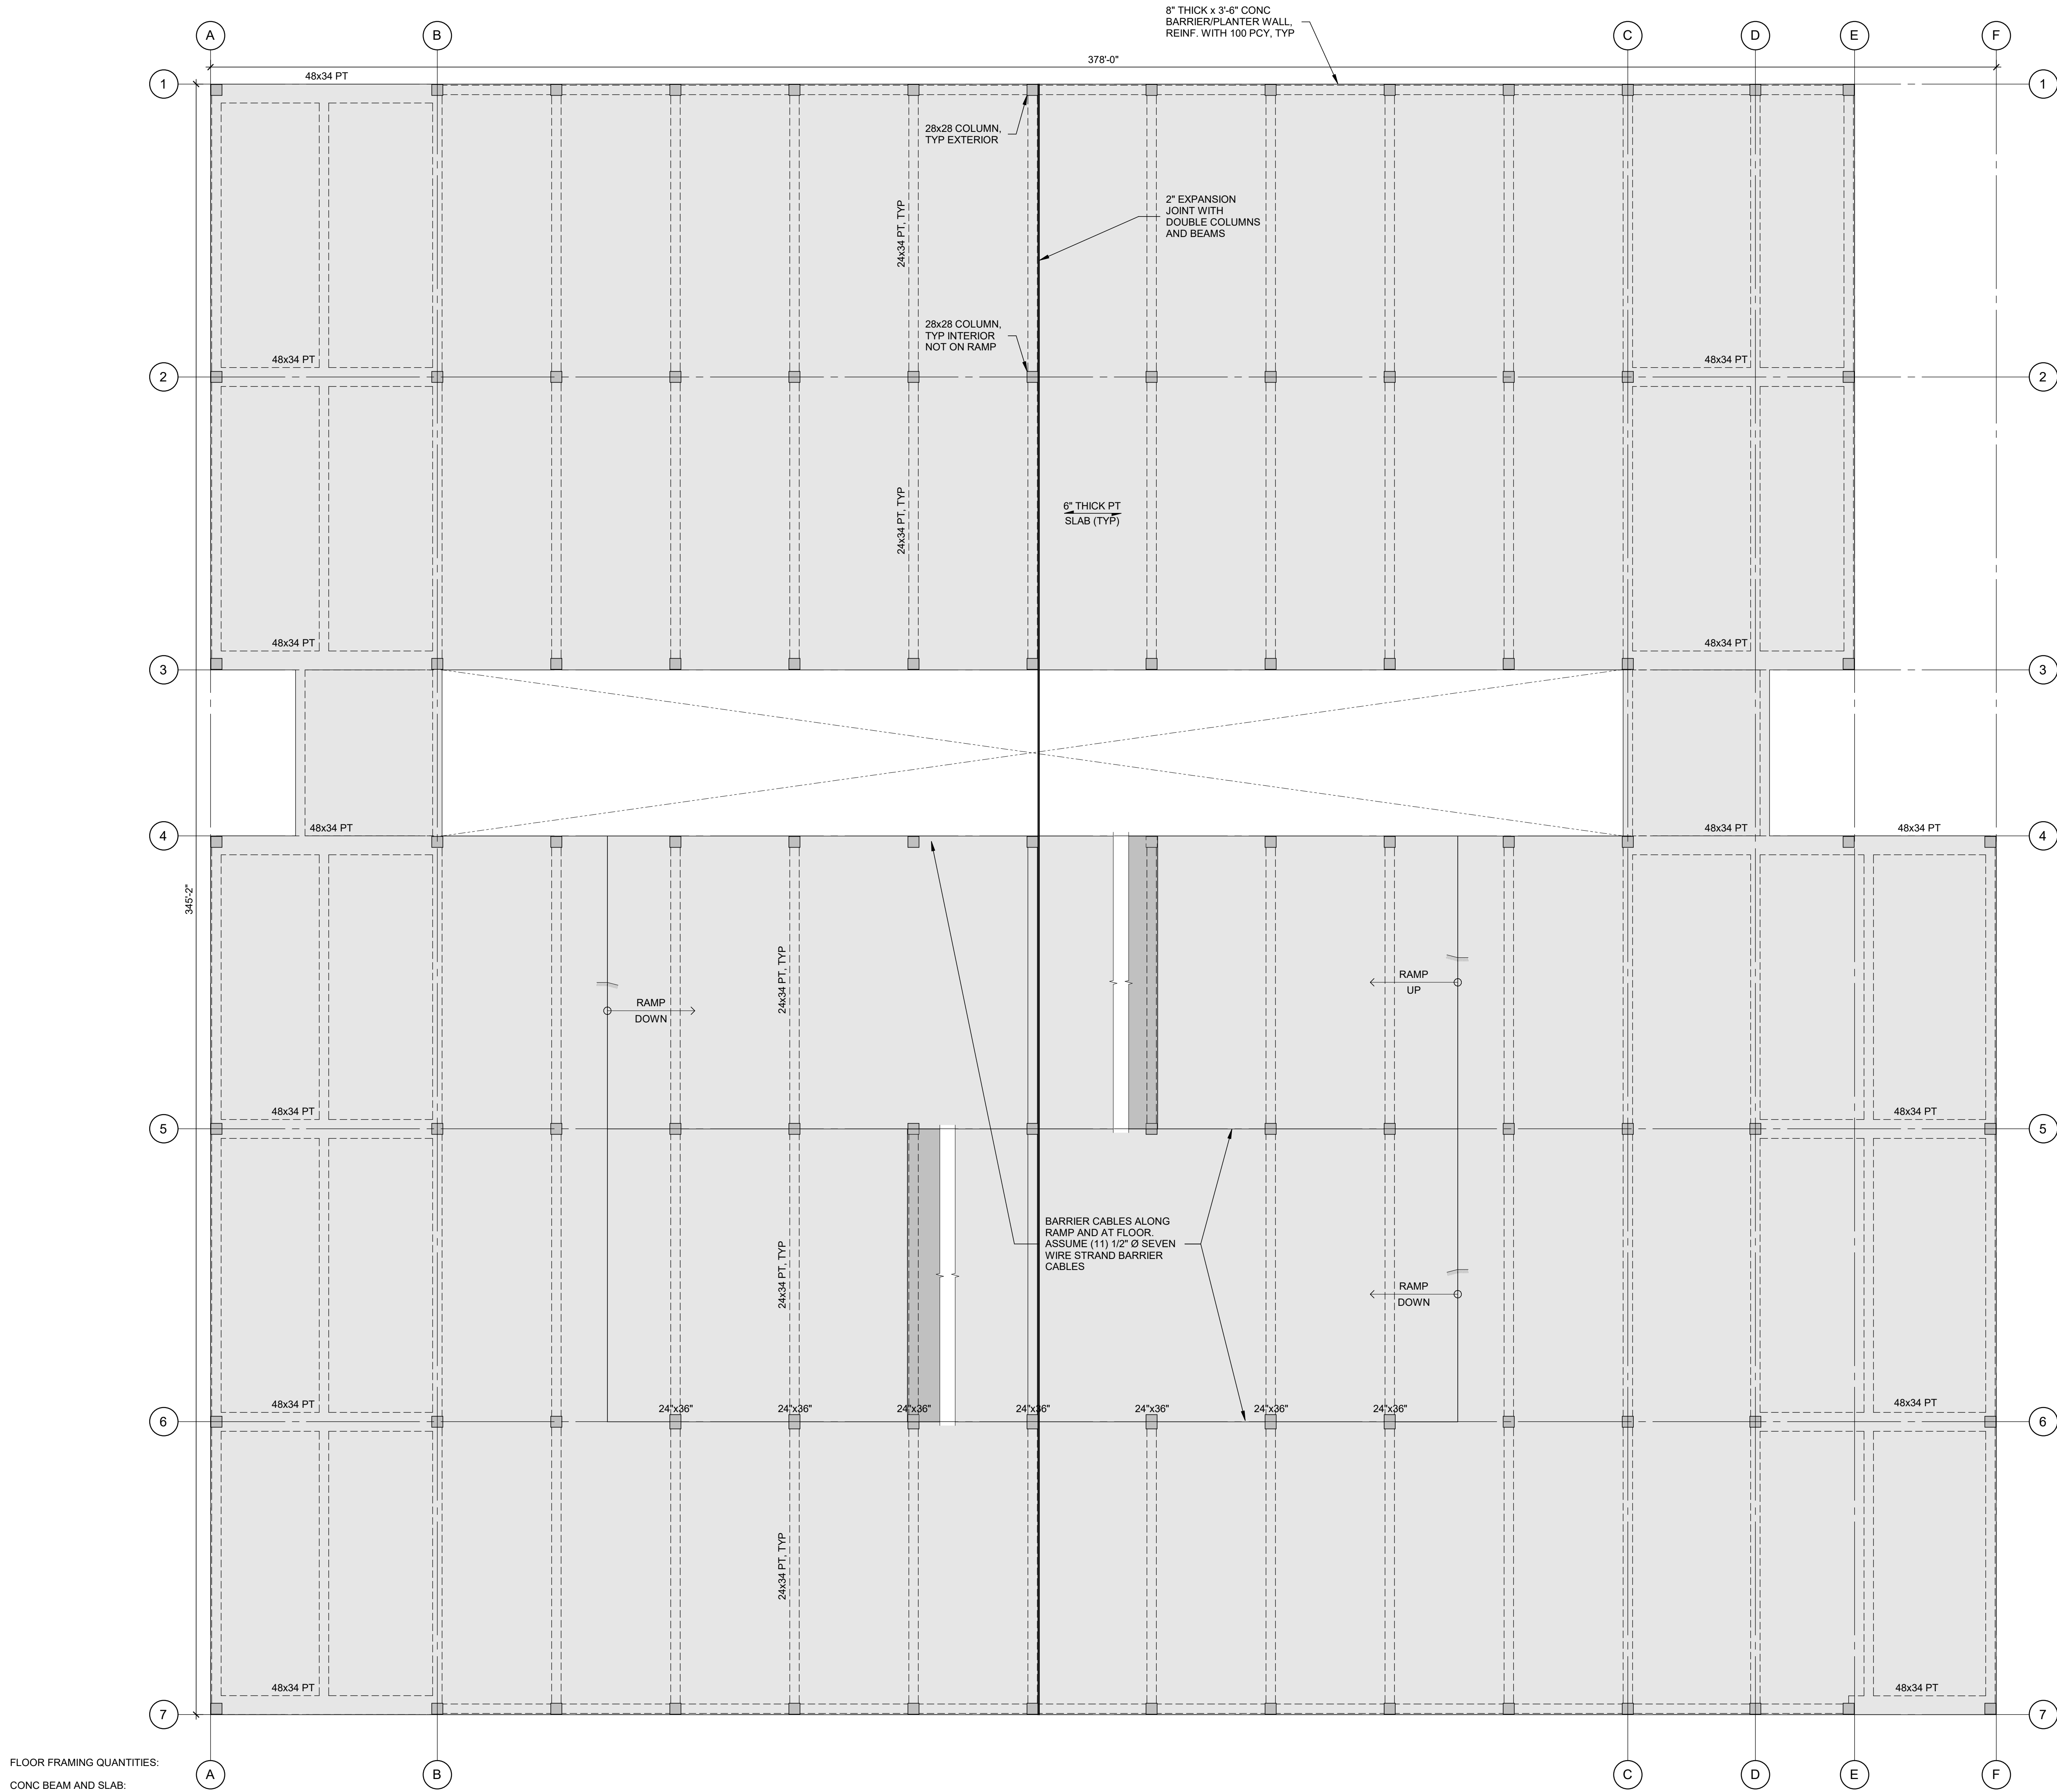 8" THICK x 3'-6" CONC
BARRIER/PLANTER WALL,
REINF. WITH 100 PCY, TYP
A
B
C
D
E
F
378'-0"
1
48x34 PT
1
28x28 COLUMN,
TYP EXTERIOR
2" EXPANSION
JOINT WITH
DOUBLE COLUMNS
AND BEAMS
24x34 PT, TYP
28x28 COLUMN,
TYP INTERIOR
NOT ON RAMP
48x34 PT
48x34 PT
2
2
24x34 PT, TYP
6" THICK PT
SLAB (TYP)
48x34 PT
48x34 PT
3
3
48x34 PT
48x34 PT
48x34 PT
4
4
345'-2"
24x34 PT, TYP
RAMP
UP
RAMP
DOWN
48x34 PT
48x34 PT
5
5
BARRIER CABLES ALONG
RAMP AND AT FLOOR.
ASSUME (11) 1/2" Ø SEVEN
WIRE STRAND BARRIER
CABLES
24x34 PT, TYP
RAMP
DOWN
48x34 PT
24"x36"
24"x36"
24"x36"
24"x36"
24"x36"
24"x36"
24"x36"
48x34 PT
6
6
24x34 PT, TYP
48x34 PT
48x34 PT
7
7
FLOOR FRAMING QUANTITIES:
A
B
C
D
E
F
CONC BEAM AND SLAB: